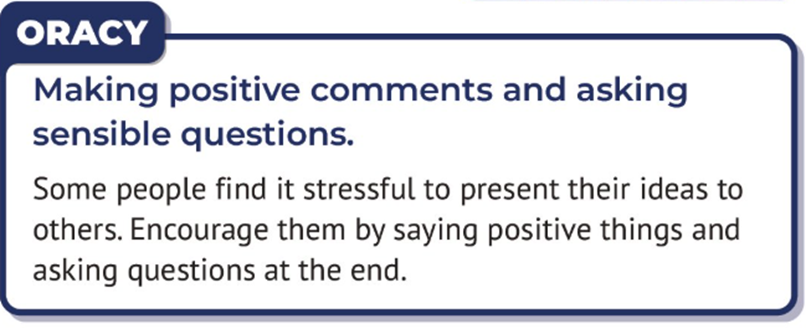 ORACY
Making positive comments and asking
sensible questions.
Some people find it stressful to present their ideas to
others. Encourage them by saying positive things and
asking questions at the end.